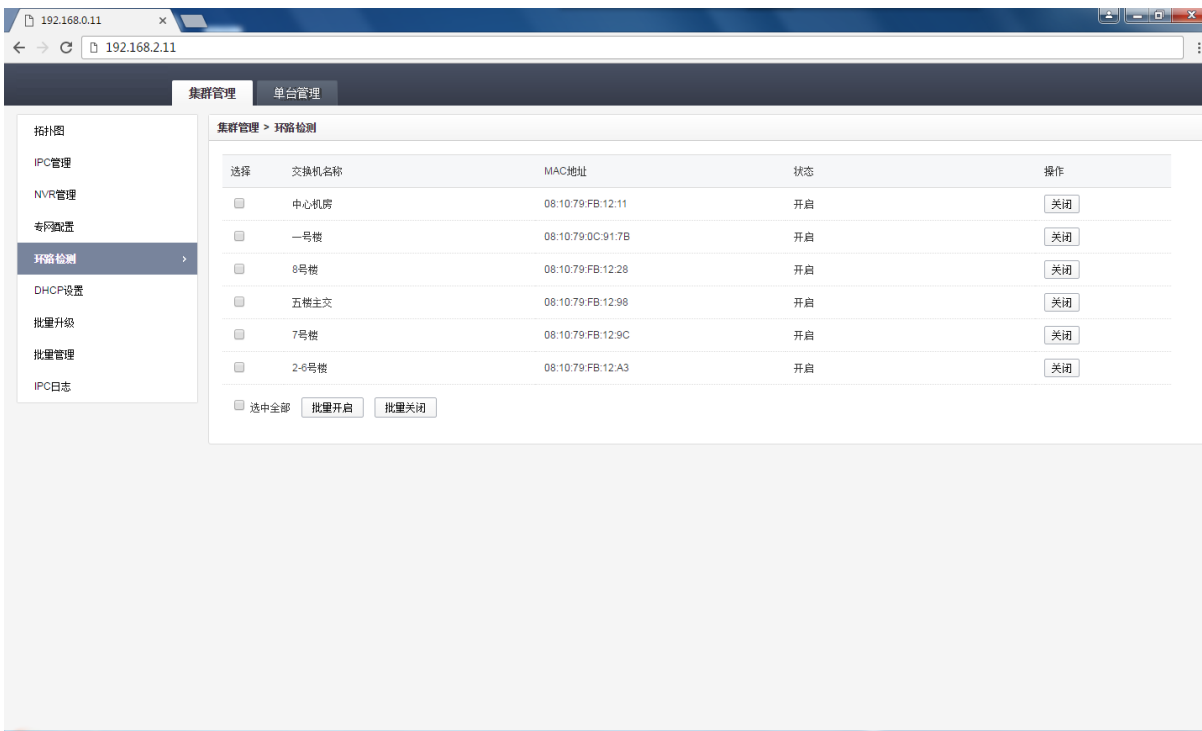 192.168.0.11
192.168.2.11
集群管理 单台管理
拓扑图
IPC管理
NVR管理
专网配置
环路检测
DHCP设置
批量升级
批量管理
IPC日志
集群管理 > 环路检测
选择 交换机名称 MAC地址 状态 操作
中心机房 08:10:79:FB:12:11 开启 关闭
一号楼 08:10:79:0C:91:7B 开启 关闭
8号楼 08:10:79:FB:12:28 开启 关闭
五楼主交 08:10:79:FB:12:98 开启 关闭
7号楼 08:10:79:FB:12:9C 开启 关闭
2-6号楼 08:10:79:FB:12:A3 开启 关闭
选中全部 批量开启 批量关闭